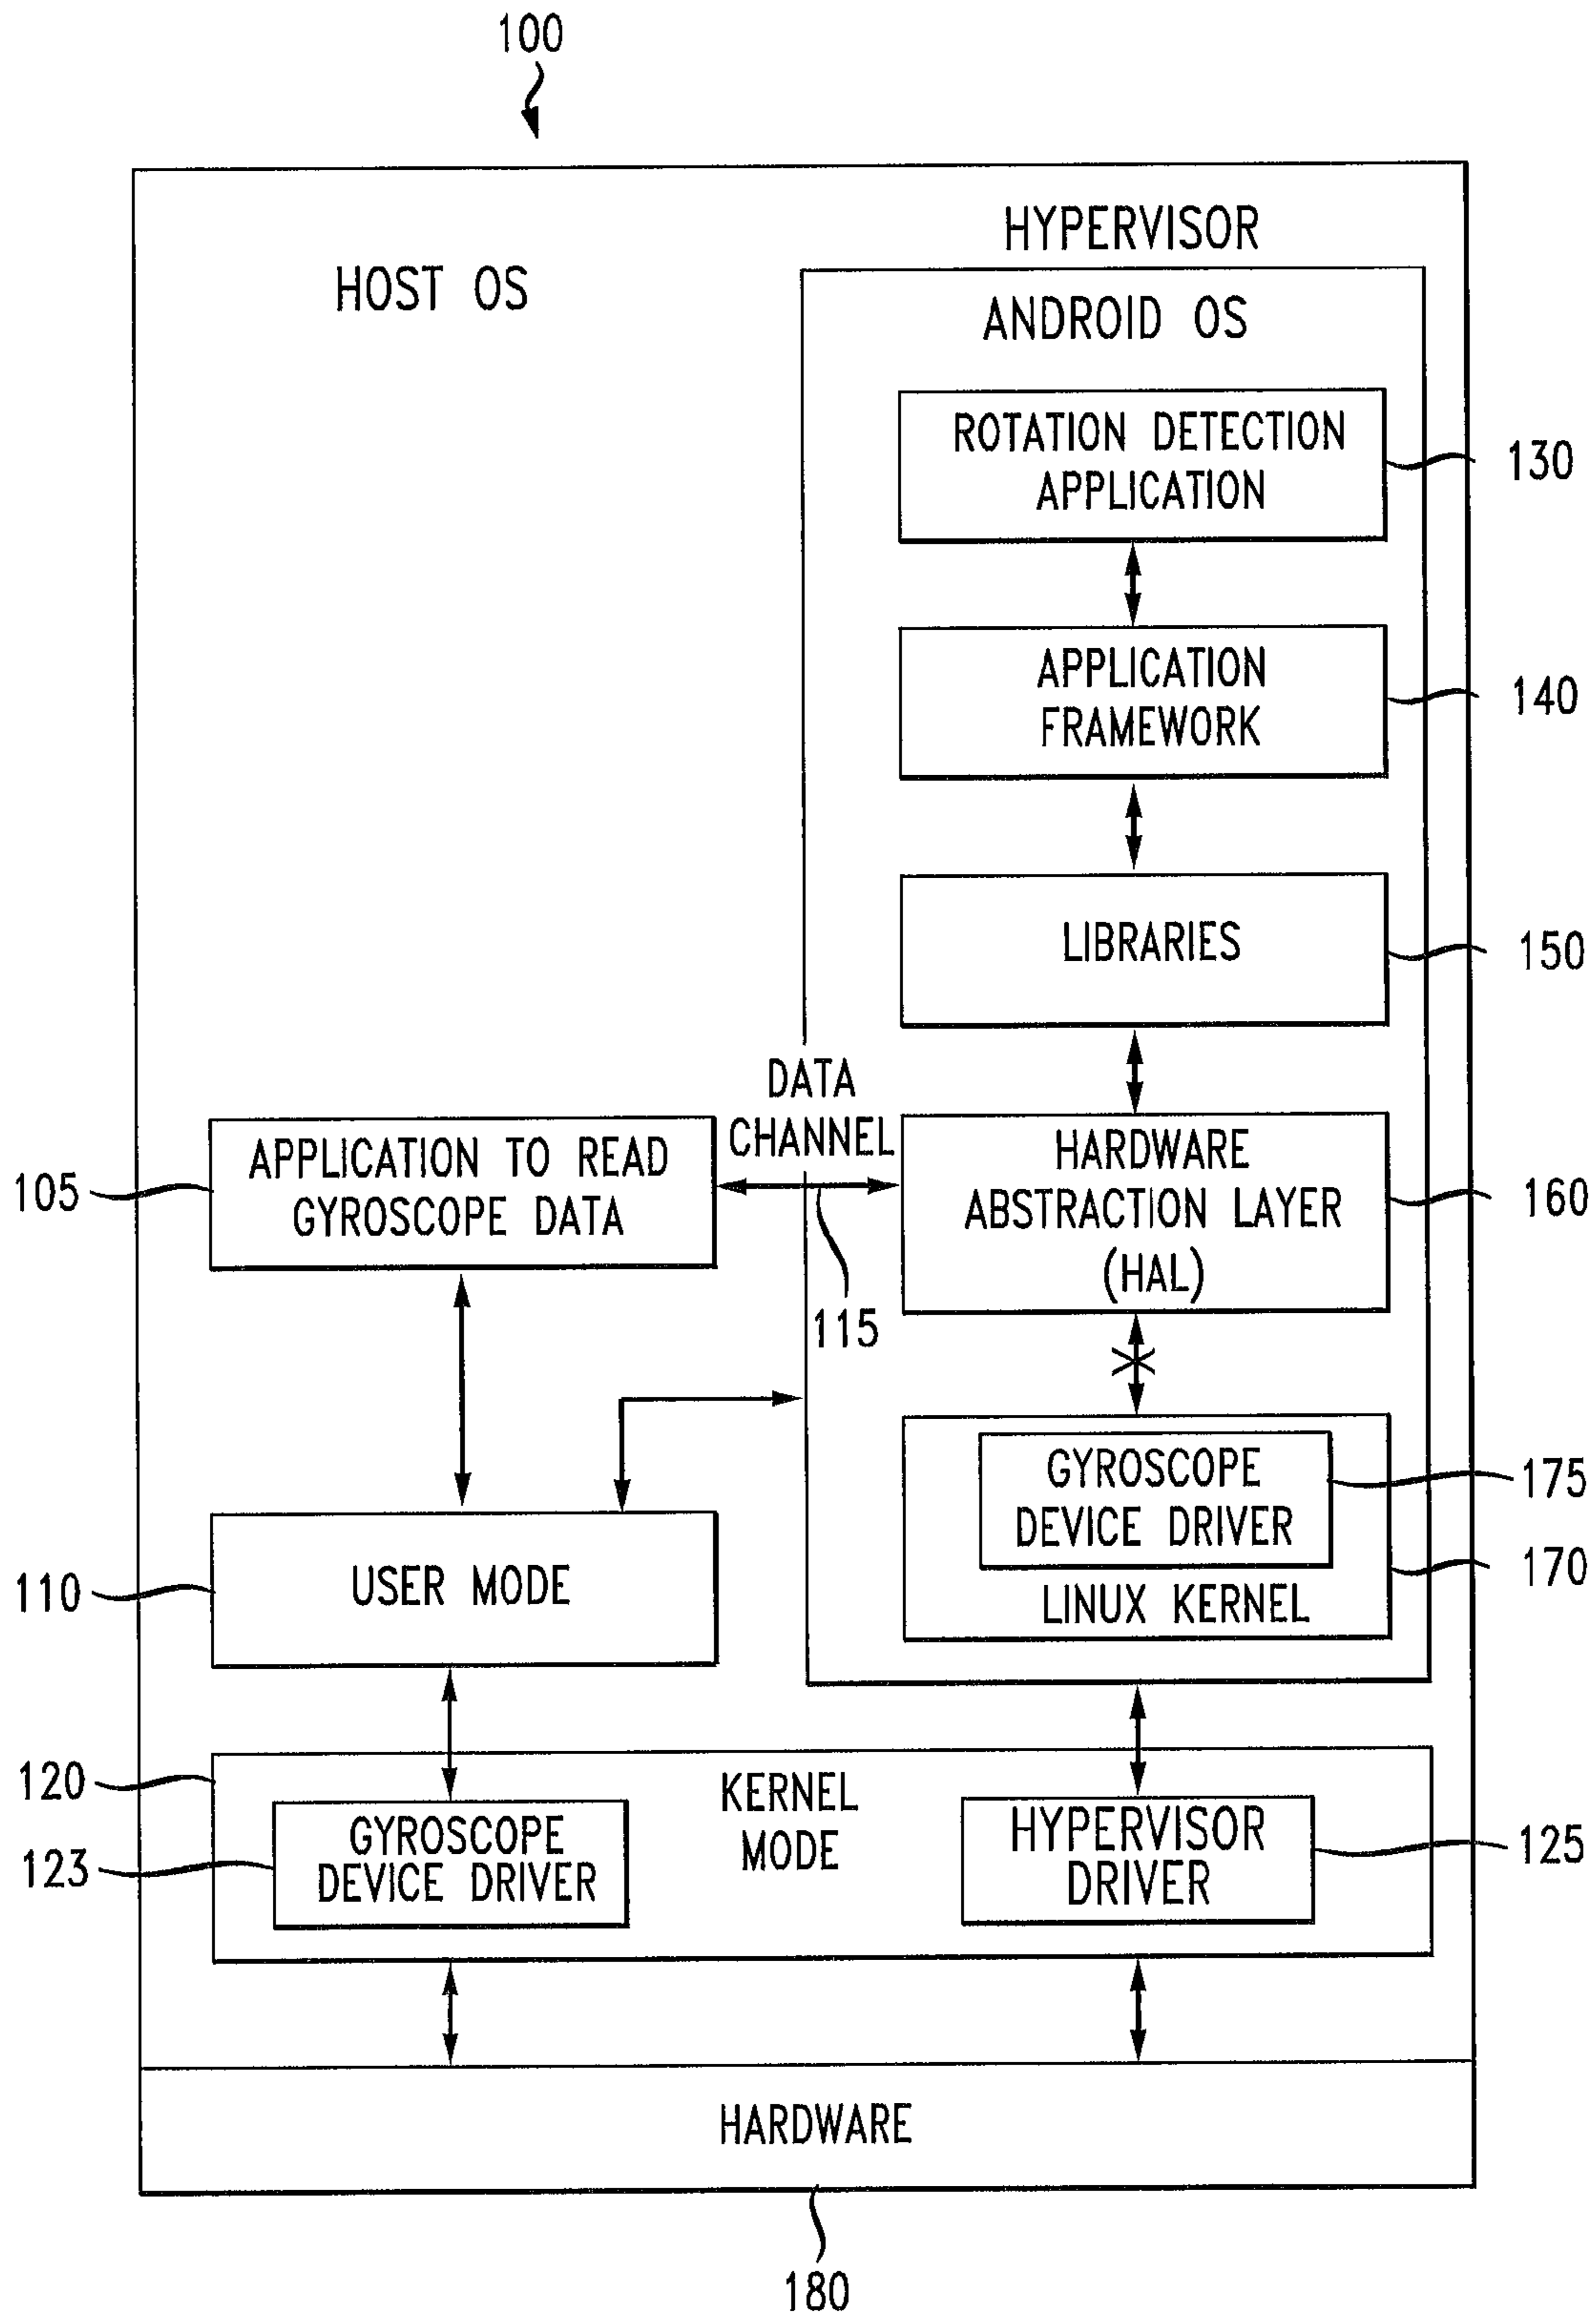 100
HYPERVISOR
HOST OS
ANDROID OS
ROTATION DETECTION
APPLICATION
130
APPLICATION
FRAMEWORK
140
LIBRARIES
150
DATA
CHANNEL
APPLICATION TO READ
GYROSCOPE DATA
105
HARDWARE
ABSTRACTION LAYER
(HAL)
160
115
GYROSCOPE
DEVICE DRIVER
175
LINUX KERNEL
170
USER MODE
110
120
KERNEL
MODE
GYROSCOPE
DEVICE DRIVER
123
HYPERVISOR
DRIVER
125
HARDWARE
180